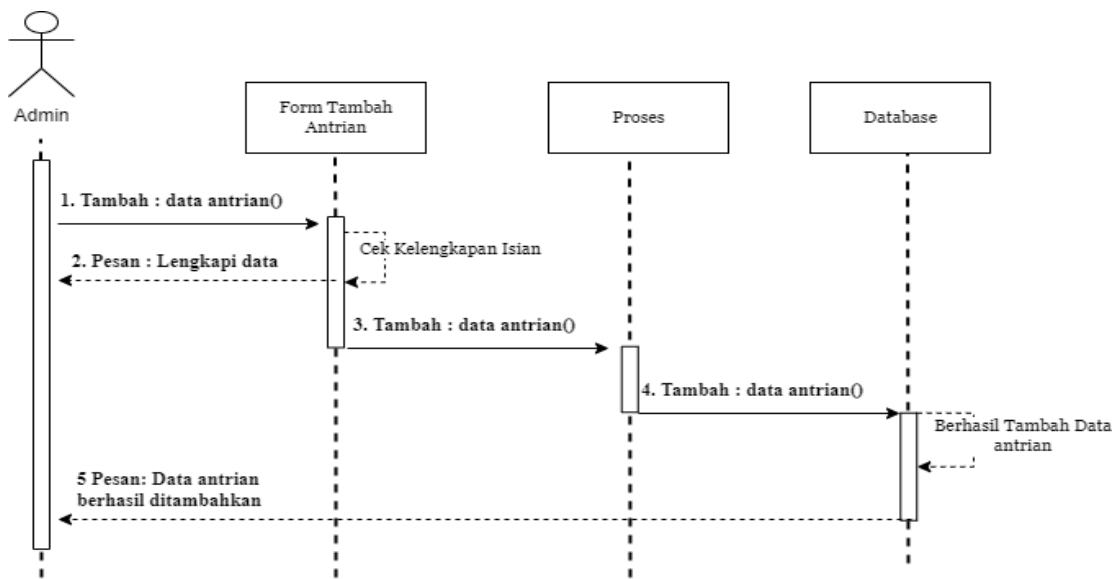 Admin
Form Tambah
Antrian
Proses
Database
1. Tambah : data antrian()
Cek Kelengkapan Isian
2. Pesan : Lengkapi data
3. Tambah : data antrian()
4. Tambah : data antrian()
Berhasil Tambah Data
antrian
5 Pesan: Data antrian
berhasil ditambahkan